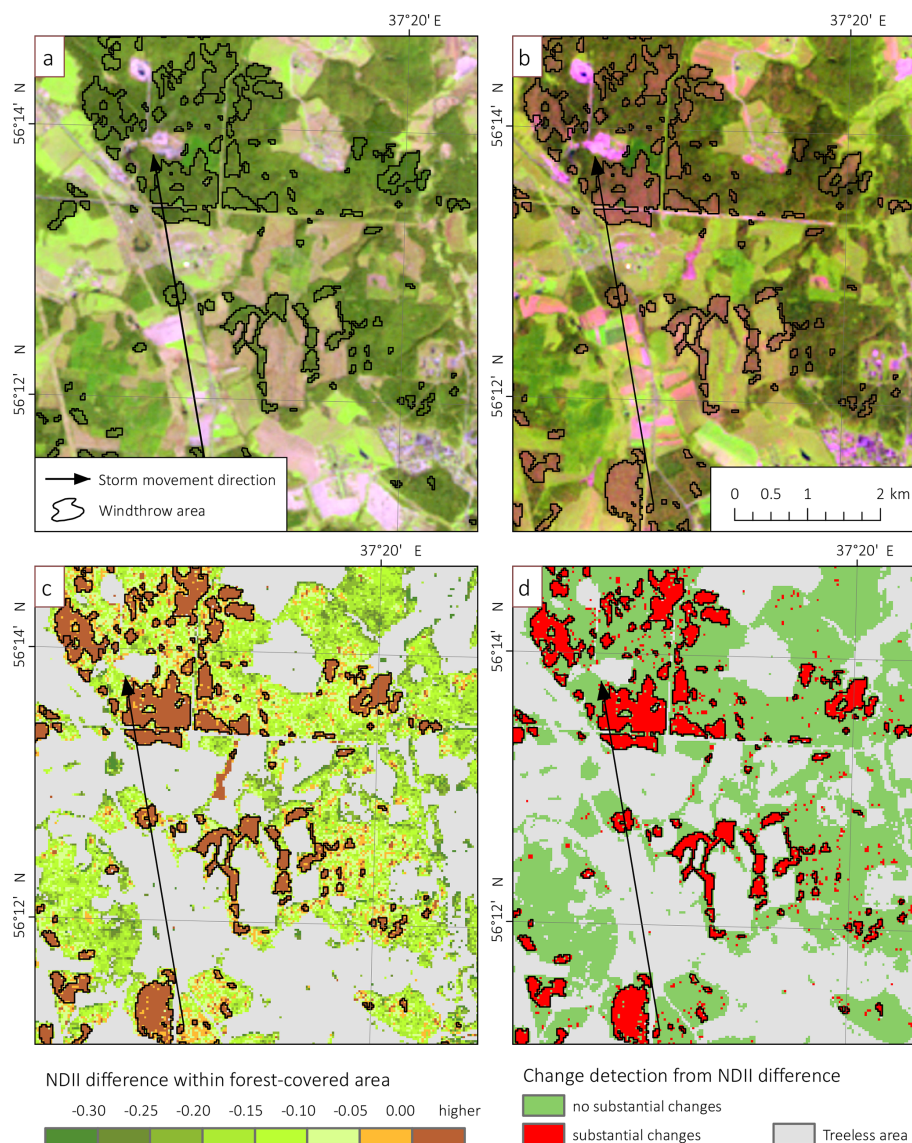 37°20' E
a
b
56°14' N
56°14' N
56°12' N
56°12' N
Storm movement direction
Windthrow area
0 0.5 1 2 km
37°20' E
37°20' E
c
d
56°14' N
56°14' N
56°12' N
56°12' N
NDII difference within forest-covered area
-0.30 -0.25 -0.20 -0.15 -0.10 -0.05 0.00 higher
Change detection from NDII difference
no substantial changes
substantial changes
Treeless area
37°20' E